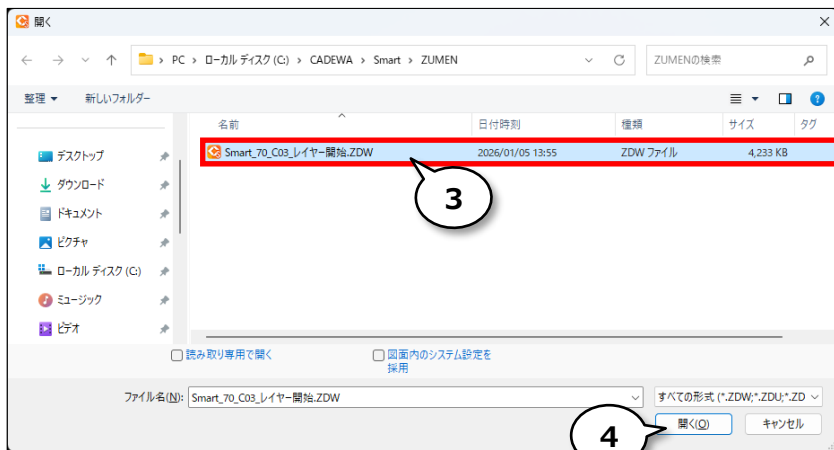 開く
PC › ローカル ディスク (C:) › CADEWA › Smart › ZUMEN
ZUMENの検索
整理 新しいフォルダー
名前 日付時刻 種類 サイズ タグ
Smart_70_C03_レイヤー開始.ZDW 2026/01/05 13:55 ZDW ファイル 4,233 KB
デスクトップ
ダウンロード
ドキュメント
ピクチャ
ローカル ディスク (C:)
ミュージック
ビデオ
3
読み取り専用で開く
図面内のシステム設定を
採用
ファイル名(N): Smart_70_C03_レイヤー開始.ZDW すべての形式 (*.ZDW;*.ZDU;*.ZD
開く(O) キャンセル
4